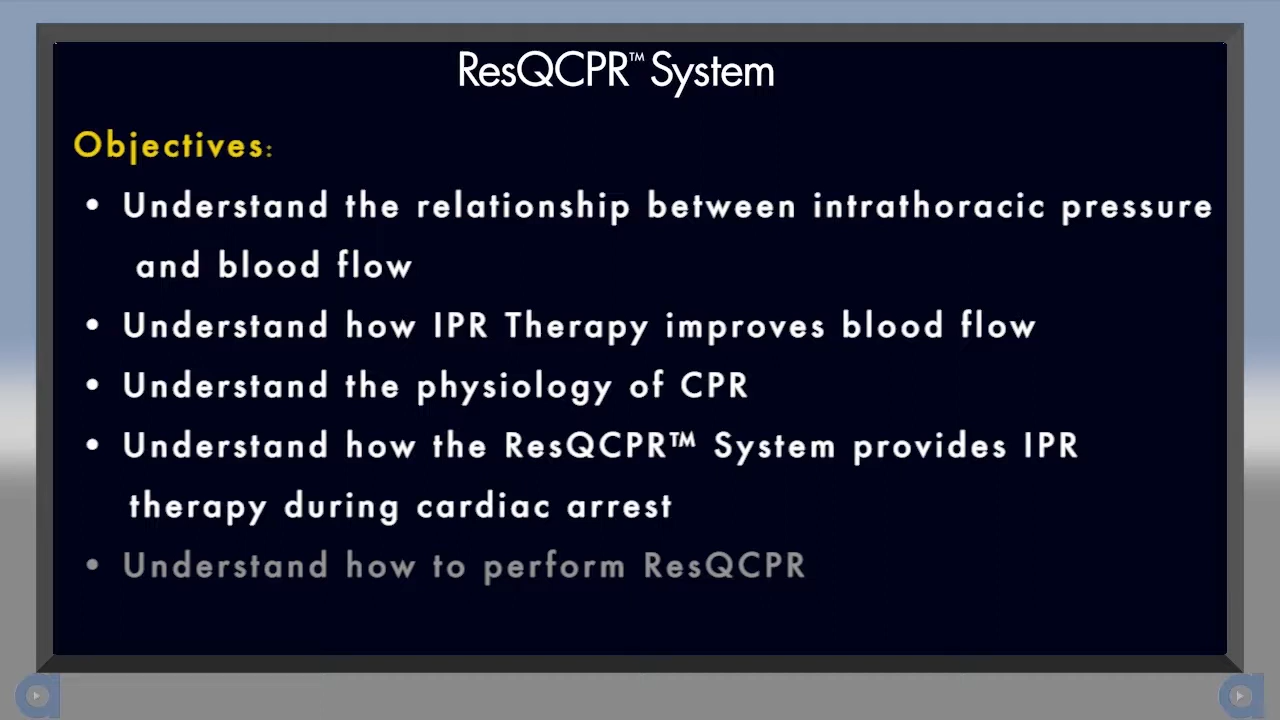 ResQCPR™ System
Objectives:
• Understand the relationship between intrathoracic pressure
and blood flow
• Understand how IPR Therapy improves blood flow
• Understand the physiology of CPR
• Understand how the ResQCPR™ System provides IPR
therapy during cardiac arrest
• Understand how to perform ResQCPR